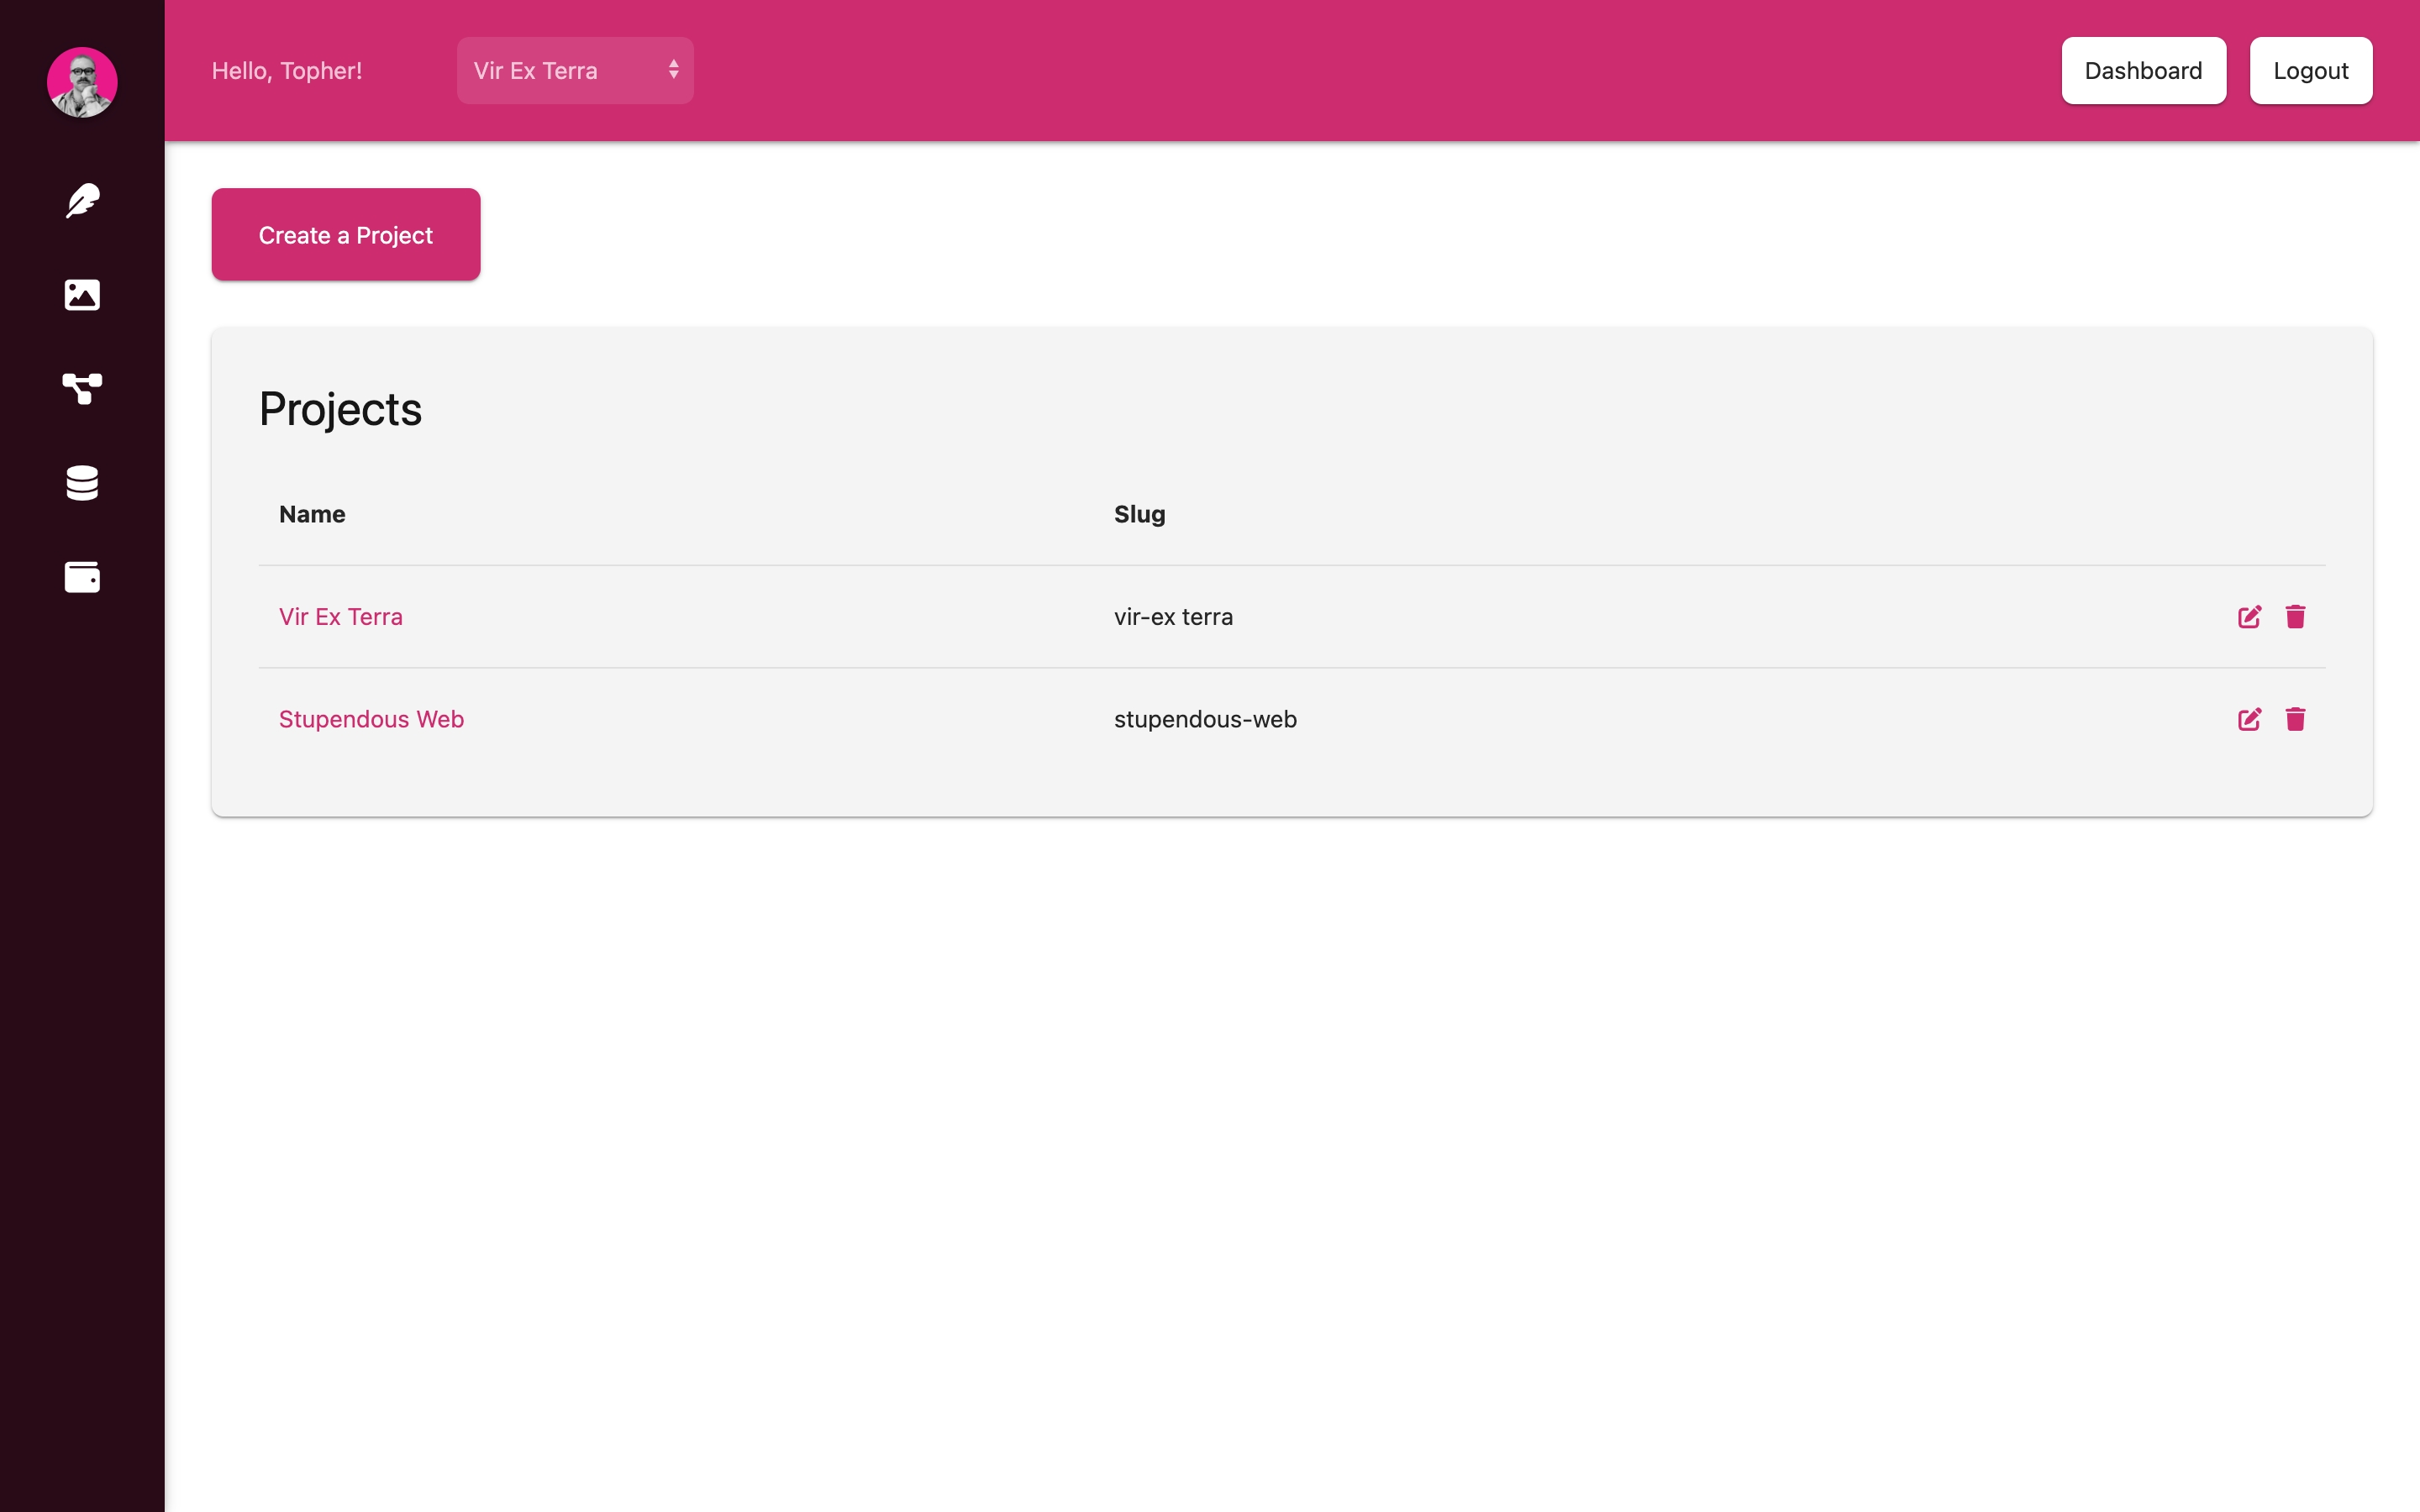 Hello, Topher!
Vir Ex Terra
Dashboard
Logout
Create a Project
Projects
Name Slug
Vir Ex Terra vir-ex terra
Stupendous Web stupendous-web